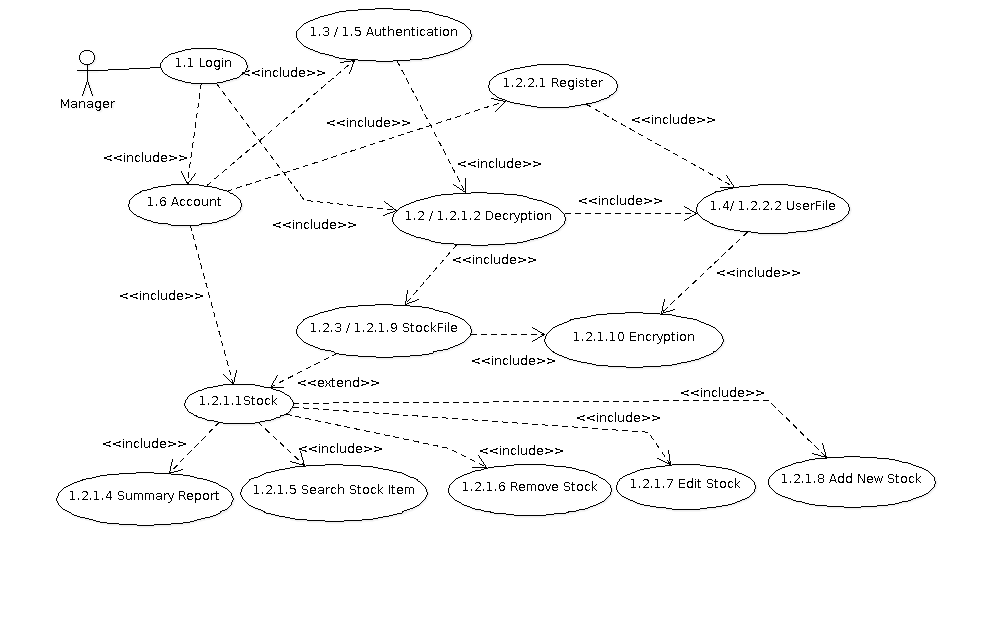 1.3 / 1.5 Authentication
1.1 Login
<<include>>
1.2.2.1 Register
Manager
<<include>>
<<include>>
<<include>>
<<include>>
1.6 Account
<<include>>
1.4/ 1.2.2.2 UserFile
1.2 / 1.2.1.2 Decryption
<<include>>
<<include>>
<<include>>
<<include>>
1.2.3 / 1.2.1.9 StockFile
1.2.1.10 Encryption
<<include>>
<<extend>>
<<include>>
1.2.1.1Stock
<<include>>
<<include>>
<<include>>
<<include>>
1.2.1.4 Summary Report
1.2.1.5 Search Stock Item
1.2.1.6 Remove Stock
1.2.1.7 Edit Stock
1.2.1.8 Add New Stock